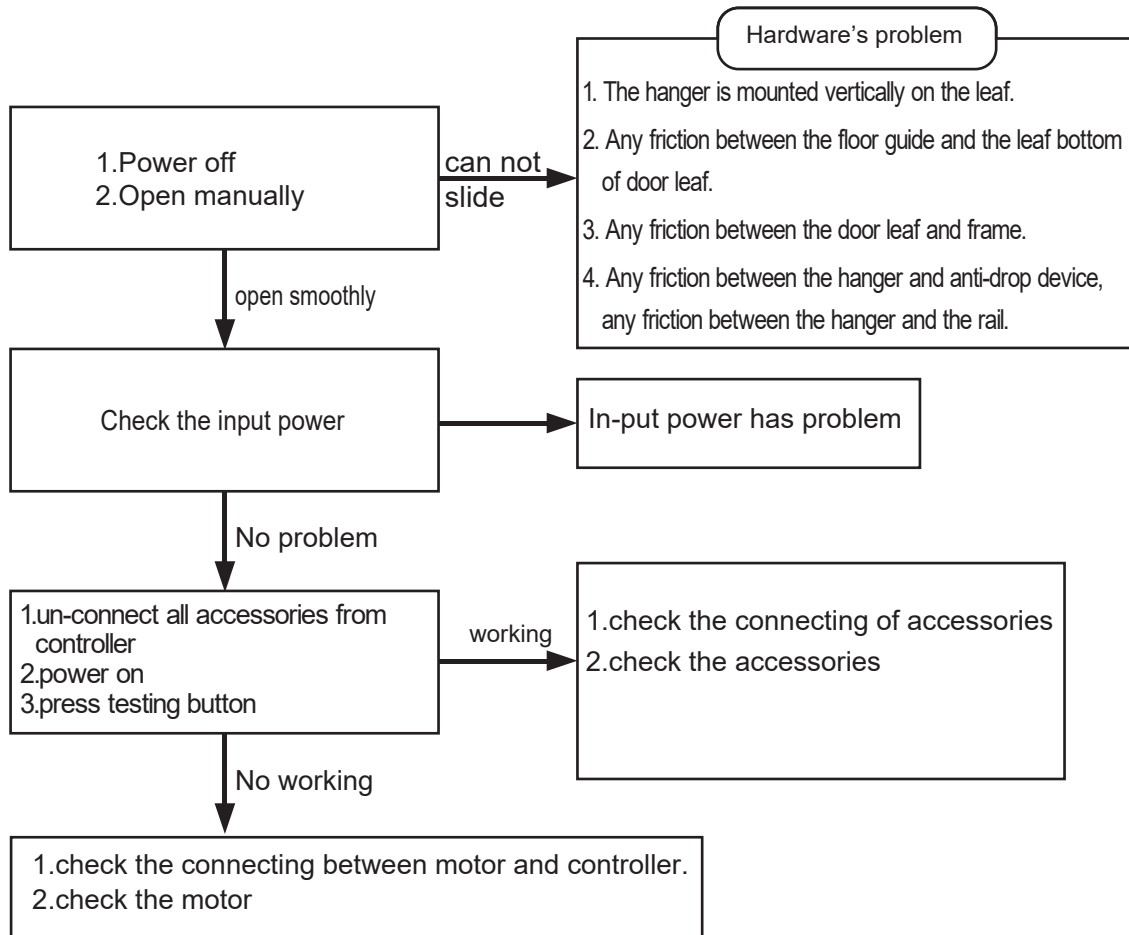 Hardware’s problem
1. The hanger is mounted vertically on the leaf.
2. Any friction between the floor guide and the leaf bottom
of door leaf.
3. Any friction between the door leaf and frame.
4. Any friction between the hanger and anti-drop device,
any friction between the hanger and the rail.
1.Power off
2.Open manually
can not
slide
open smoothly
Check the input power
In-put power has problem
No problem
1.un-connect all accessories from
controller
2.power on
3.press testing button
working
1.check the connecting of accessories
2.check the accessories
No working
1.check the connecting between motor and controller.
2.check the motor